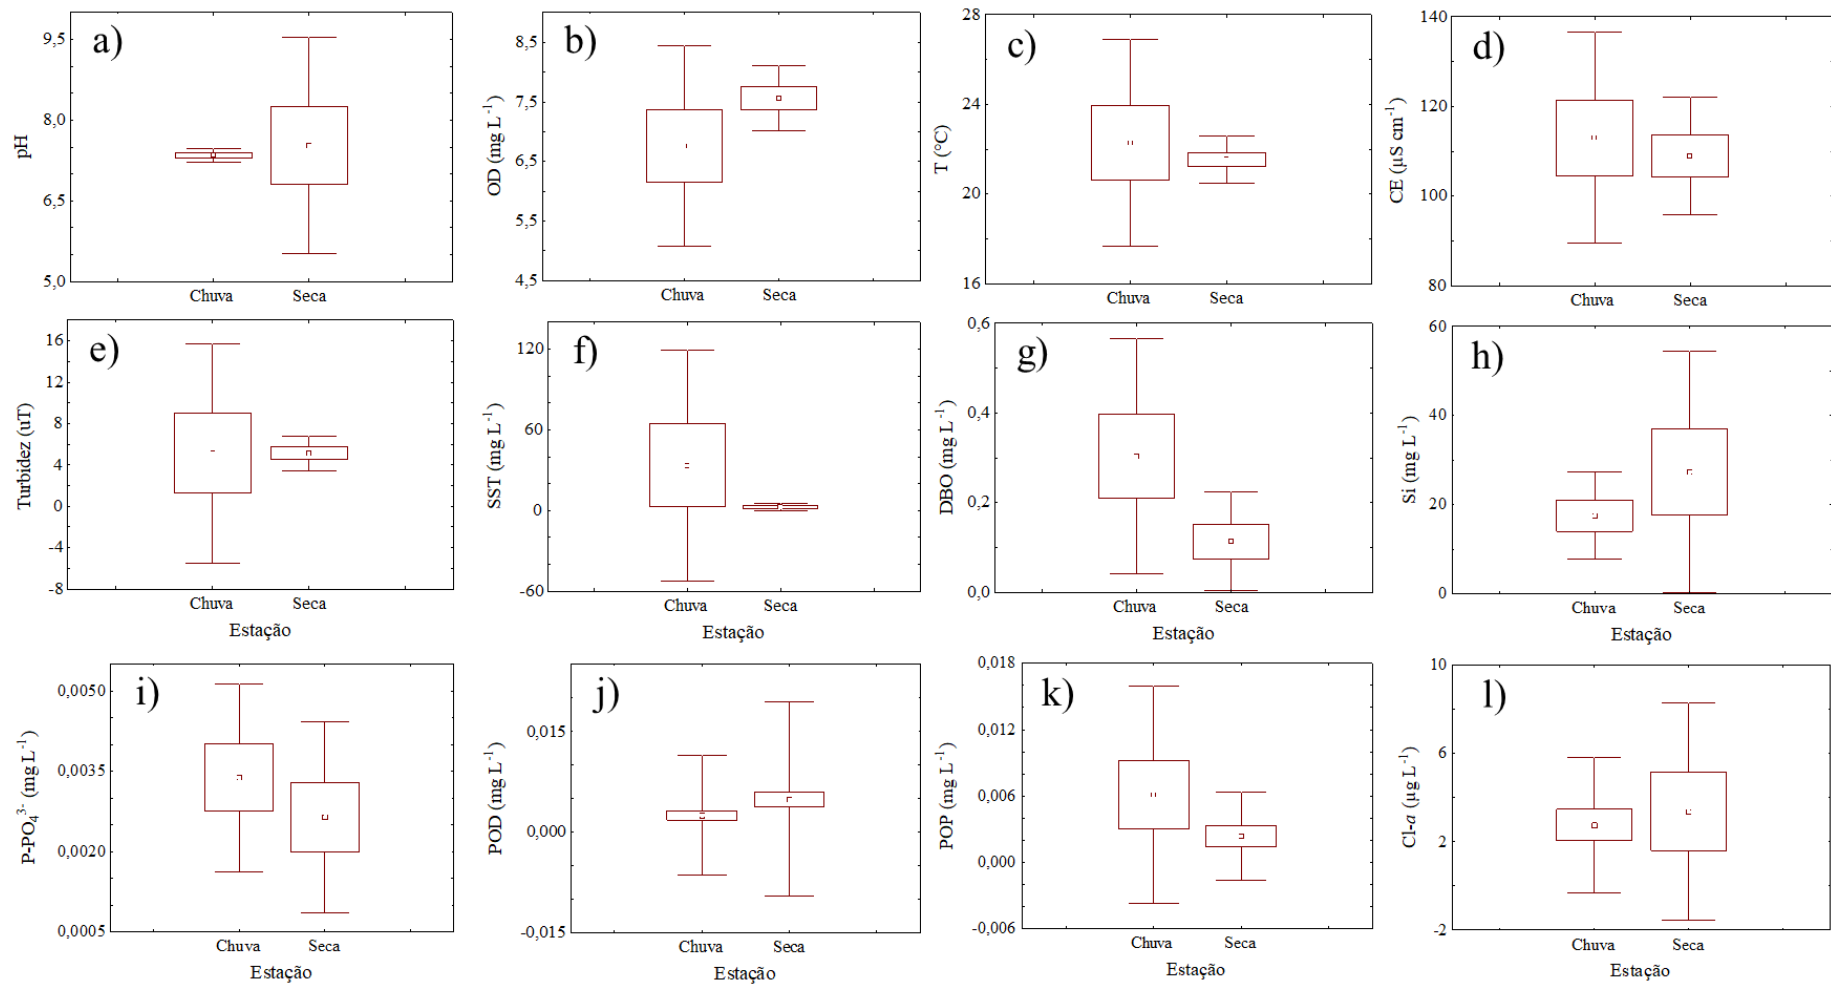 a)
pH
9,5
8,0
6,5
5,0
Chuva Seca
b)
OD (mg L-1)
8,5
7,5
6,5
5,5
4,5
Chuva Seca
c)
T (°C)
28
24
20
16
Chuva Seca
d)
CE (µS cm-1)
140
120
100
80
Chuva Seca
e)
Turbidez (uT)
16
12
8
4
0
-4
-8
Chuva Seca
Estação
f)
SST (mg L-1)
120
60
0
-60
Chuva Seca
Estação
g)
DBO (mg L-1)
0,6
0,4
0,2
0,0
Chuva Seca
Estação
h)
Si (mg L-1)
60
40
20
0
Chuva Seca
Estação
i)
P-PO43- (mg L-1)
0,0050
0,0035
0,0020
0,0005
Chuva Seca
Estação
j)
POD (mg L-1)
0,015
0,000
-0,015
Chuva Seca
Estação
k)
POP (mg L-1)
0,018
0,012
0,006
0,000
-0,006
Chuva Seca
Estação
l)
Cl-a (µg L-1)
10
6
2
-2
Chuva Seca
Estação